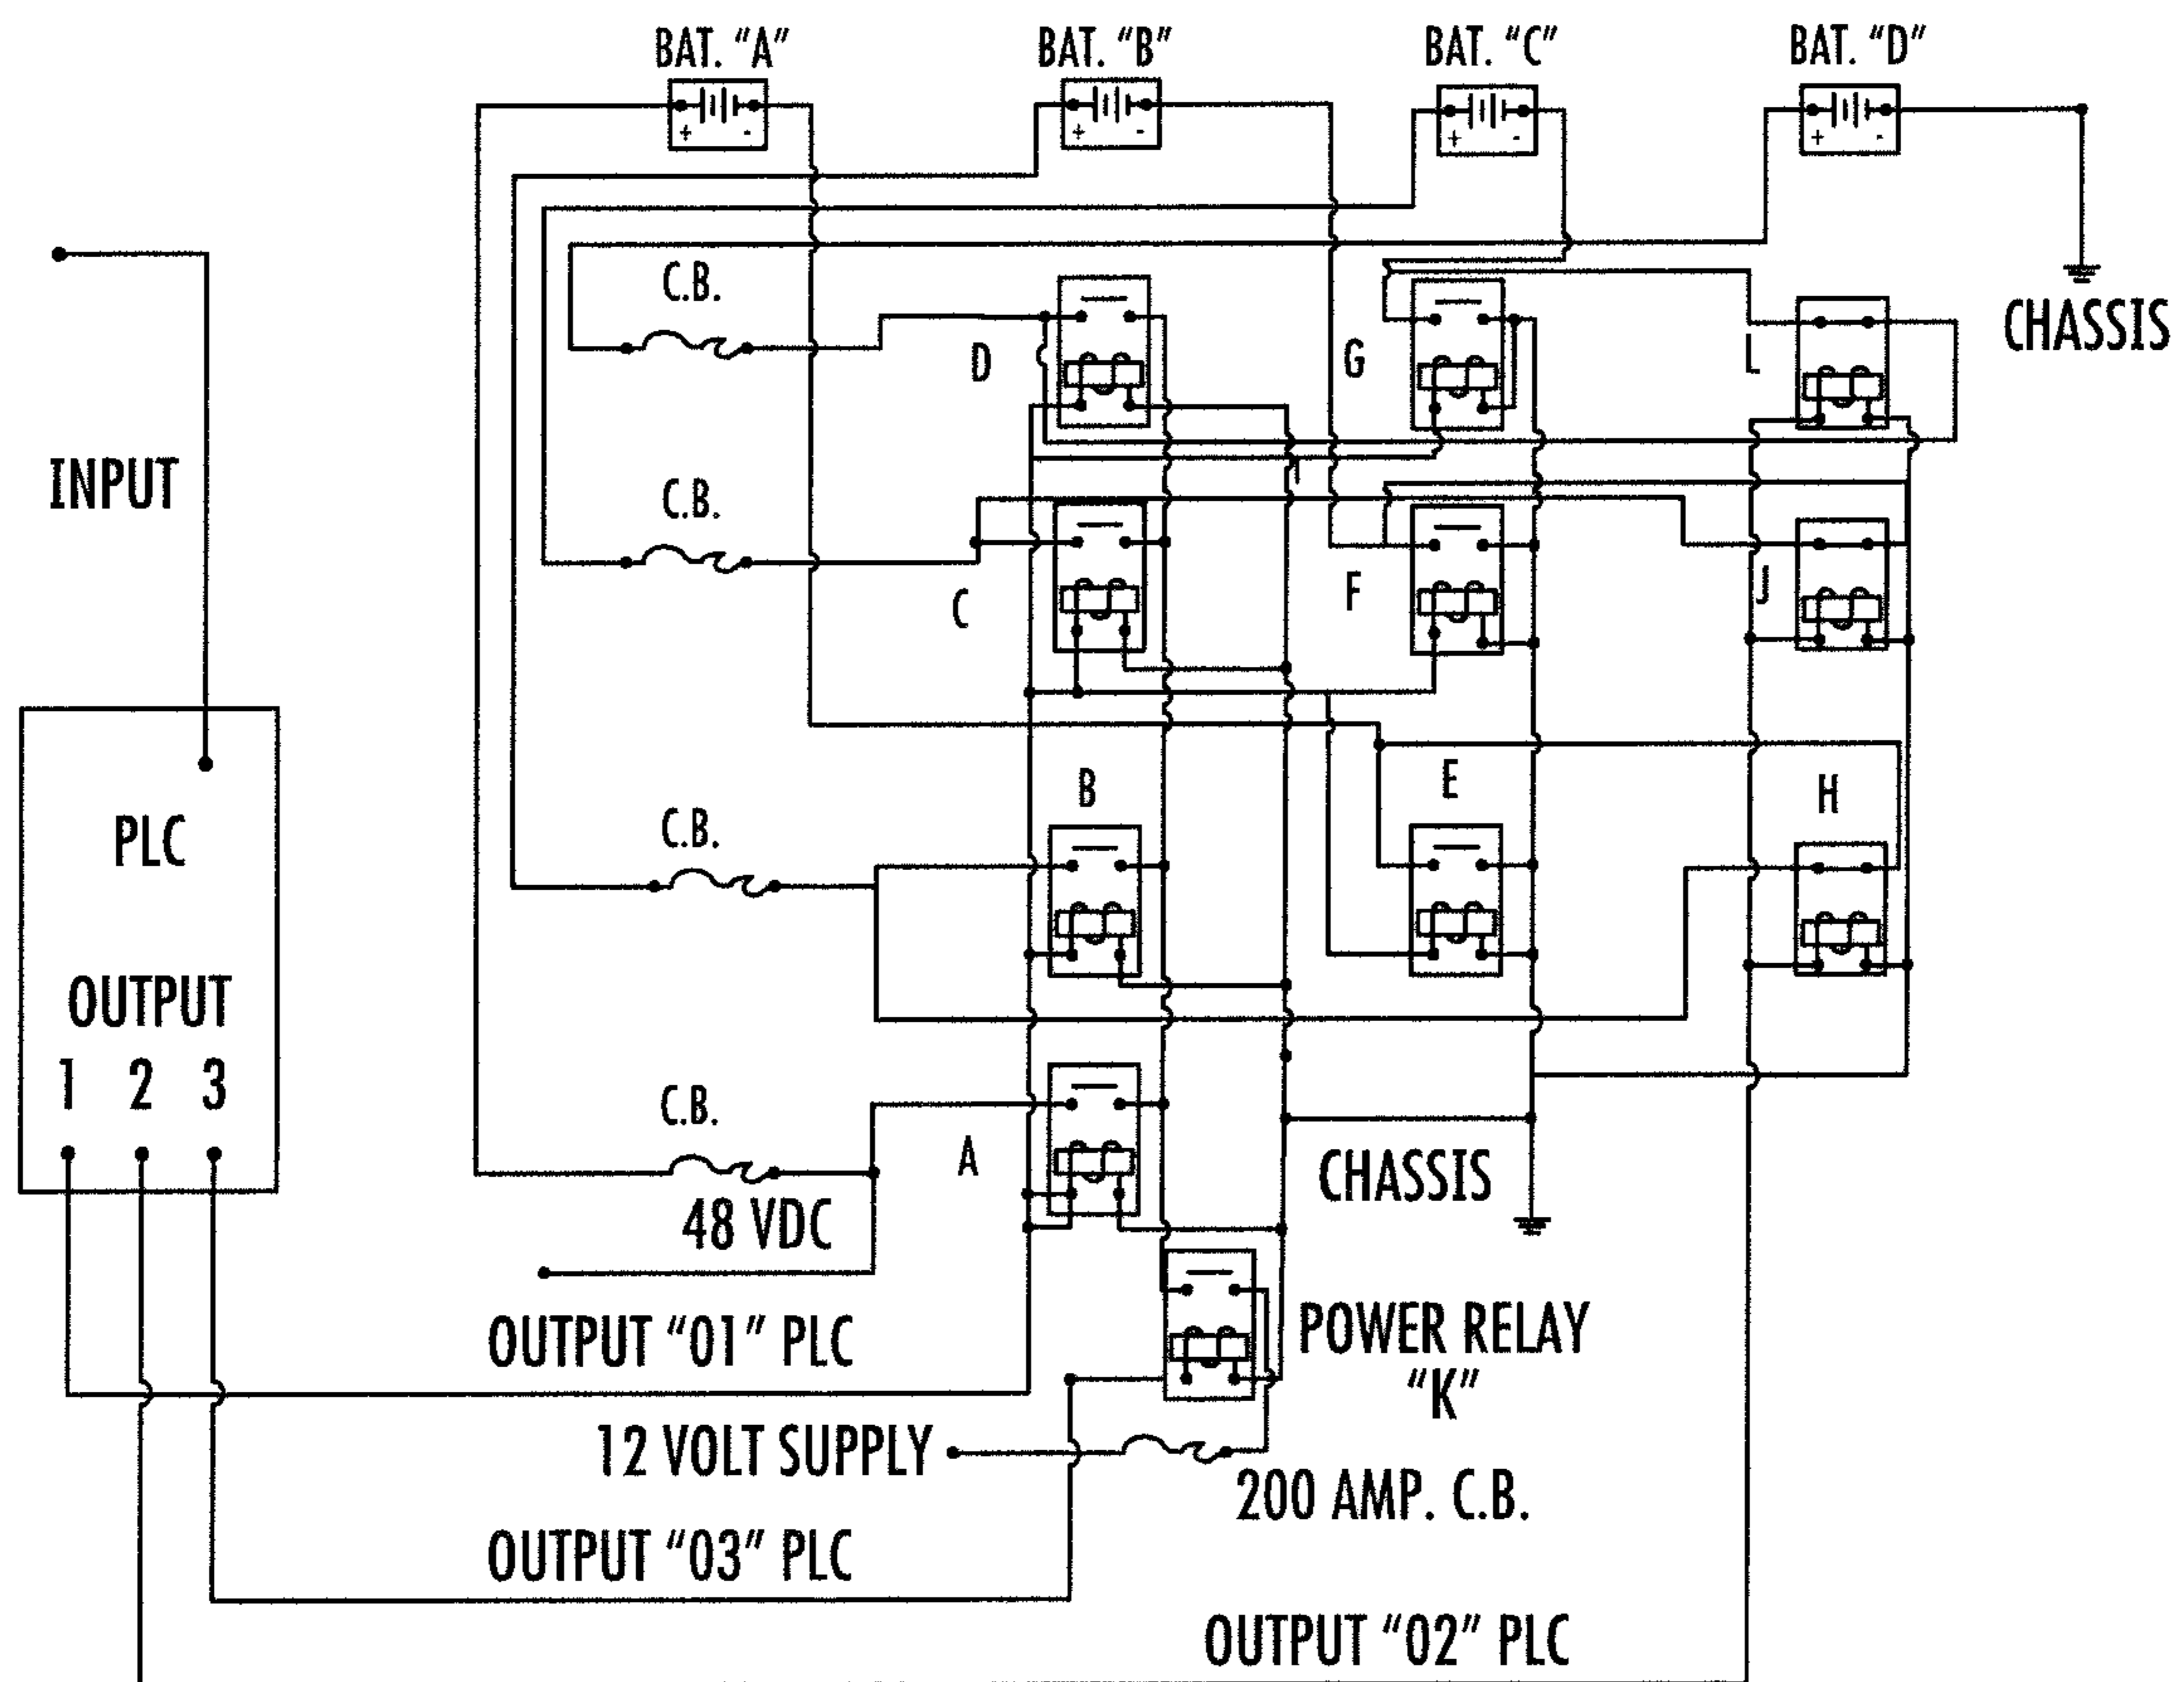 BAT. "A"
BAT. "B"
BAT. "C"
BAT. "D"
+ -
+ -
+ -
+ -
C.B.
CHASSIS
D
G
L
INPUT
C.B.
C
F
J
PLC
C.B.
B
E
H
OUTPUT
1 2 3
C.B.
A
CHASSIS
48 VDC
OUTPUT "01" PLC
POWER RELAY
"K"
12 VOLT SUPPLY
200 AMP. C.B.
OUTPUT "03" PLC
OUTPUT "02" PLC